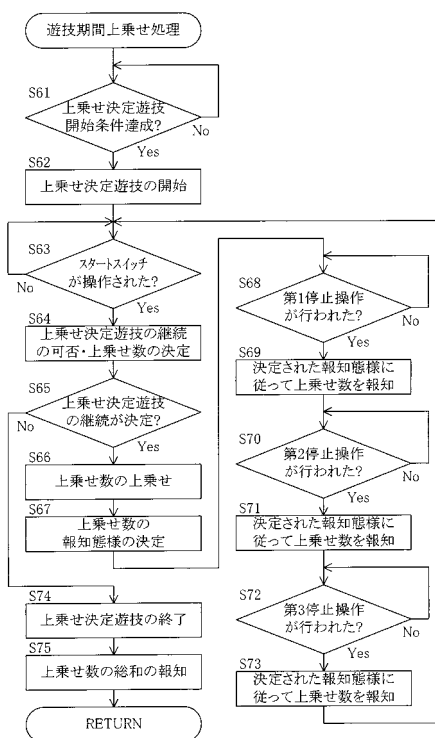 遊技期間上乗せ処理
S61
上乗せ決定遊技
開始条件達成?
No
Yes
S62
上乗せ決定遊技の開始
S63
スタートスイッチ
が操作された?
No
Yes
S64
上乗せ決定遊技の継続
の可否・上乗せ数の決定
S65
上乗せ決定遊技
の継続が決定?
No
Yes
S66
上乗せ数の上乗せ
S67
上乗せ数の
報知態様の決定
S74
上乗せ決定遊技の終了
S75
上乗せ数の総和の報知
RETURN
S68
第1停止操作
が行われた?
No
Yes
S69
決定された報知態様に
従って上乗せ数を報知
S70
第2停止操作
が行われた?
No
Yes
S71
決定された報知態様に
従って上乗せ数を報知
S72
第3停止操作
が行われた?
No
Yes
S73
決定された報知態様に
従って上乗せ数を報知